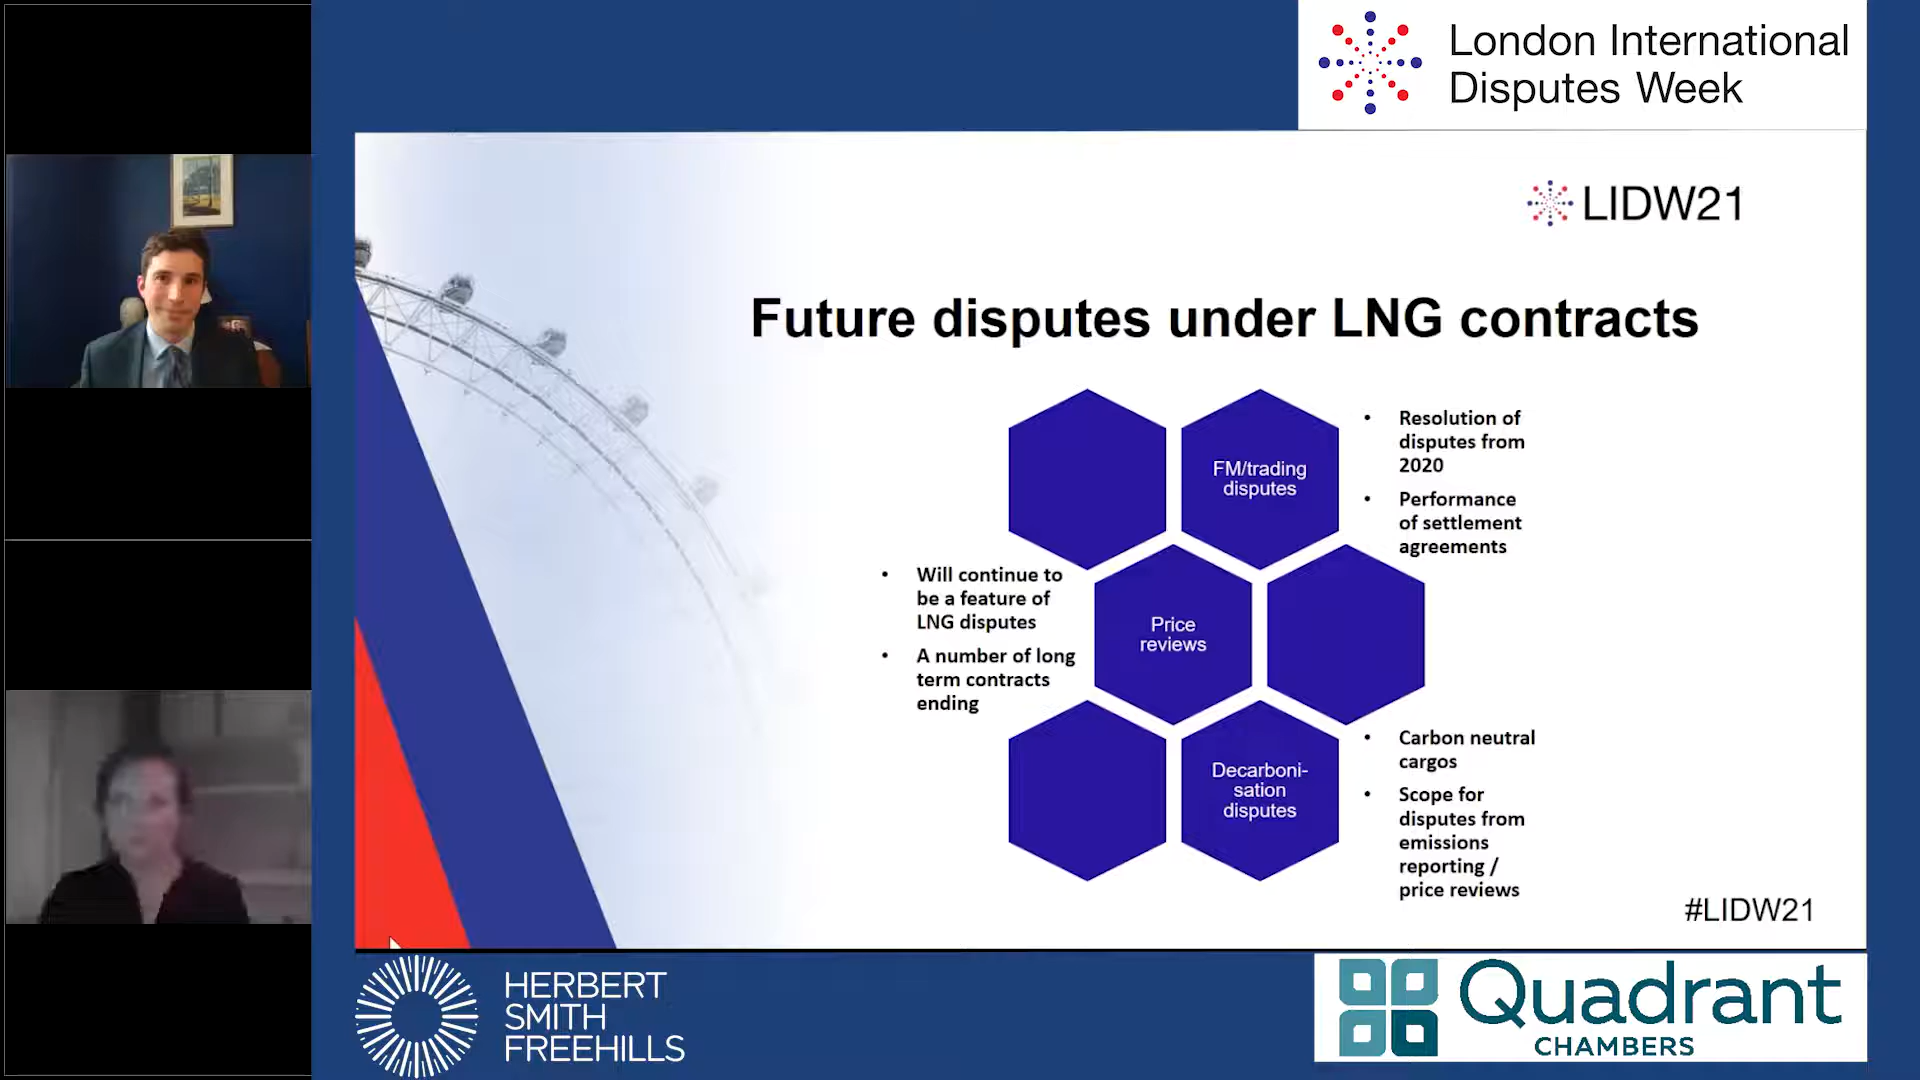 London International
Disputes Week
LIDW21
Future disputes under LNG contracts
FM/trading
disputes
• Resolution of
disputes from
2020
• Performance
of settlement
agreements
• Will continue to
be a feature of
LNG disputes
• A number of long
term contracts
ending
Price
reviews
Decarboni-
sation
disputes
• Carbon neutral
cargos
• Scope for
disputes from
emissions
reporting /
price reviews
#LIDW21
HERBERT
SMITH
FREEHILLS
Quadrant
CHAMBERS